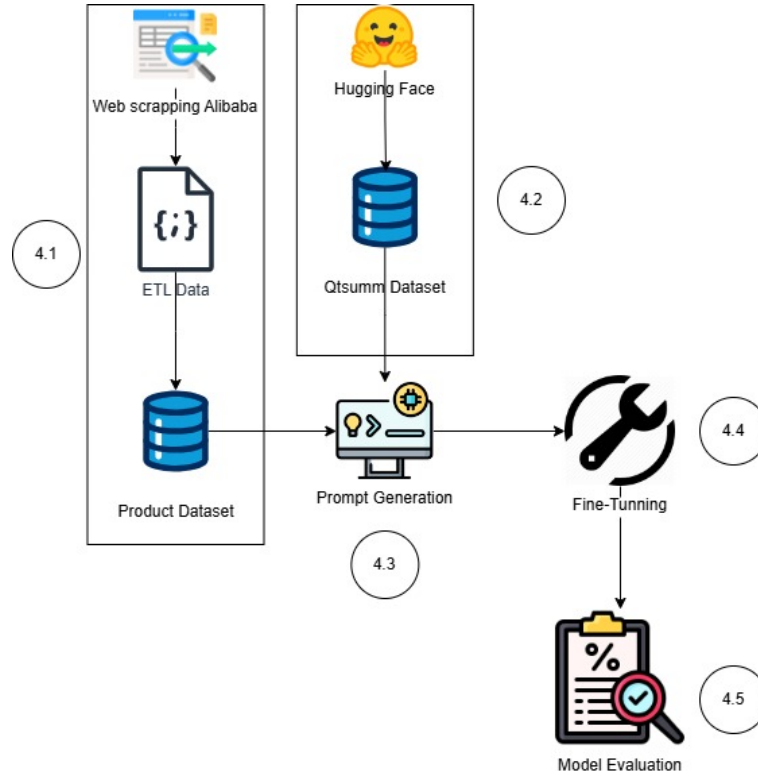 Web scrapping Alibaba
Hugging Face
{;}
4.2
4.1
ETL Data
Qtsumm Dataset
4.4
Product Dataset
Prompt Generation
Fine-Tunning
4.3
%
4.5
Model Evaluation